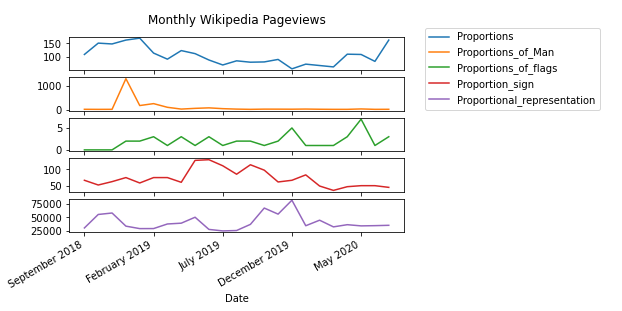 Monthly Wikipedia Pageviews
150
100
1000
0
5
0
100
50
75000
50000
25000
September 2018
February 2019
July 2019
December 2019
May 2020
Date
Proportions
Proportions_of_Man
Proportions_of_flags
Proportion_sign
Proportional_representation